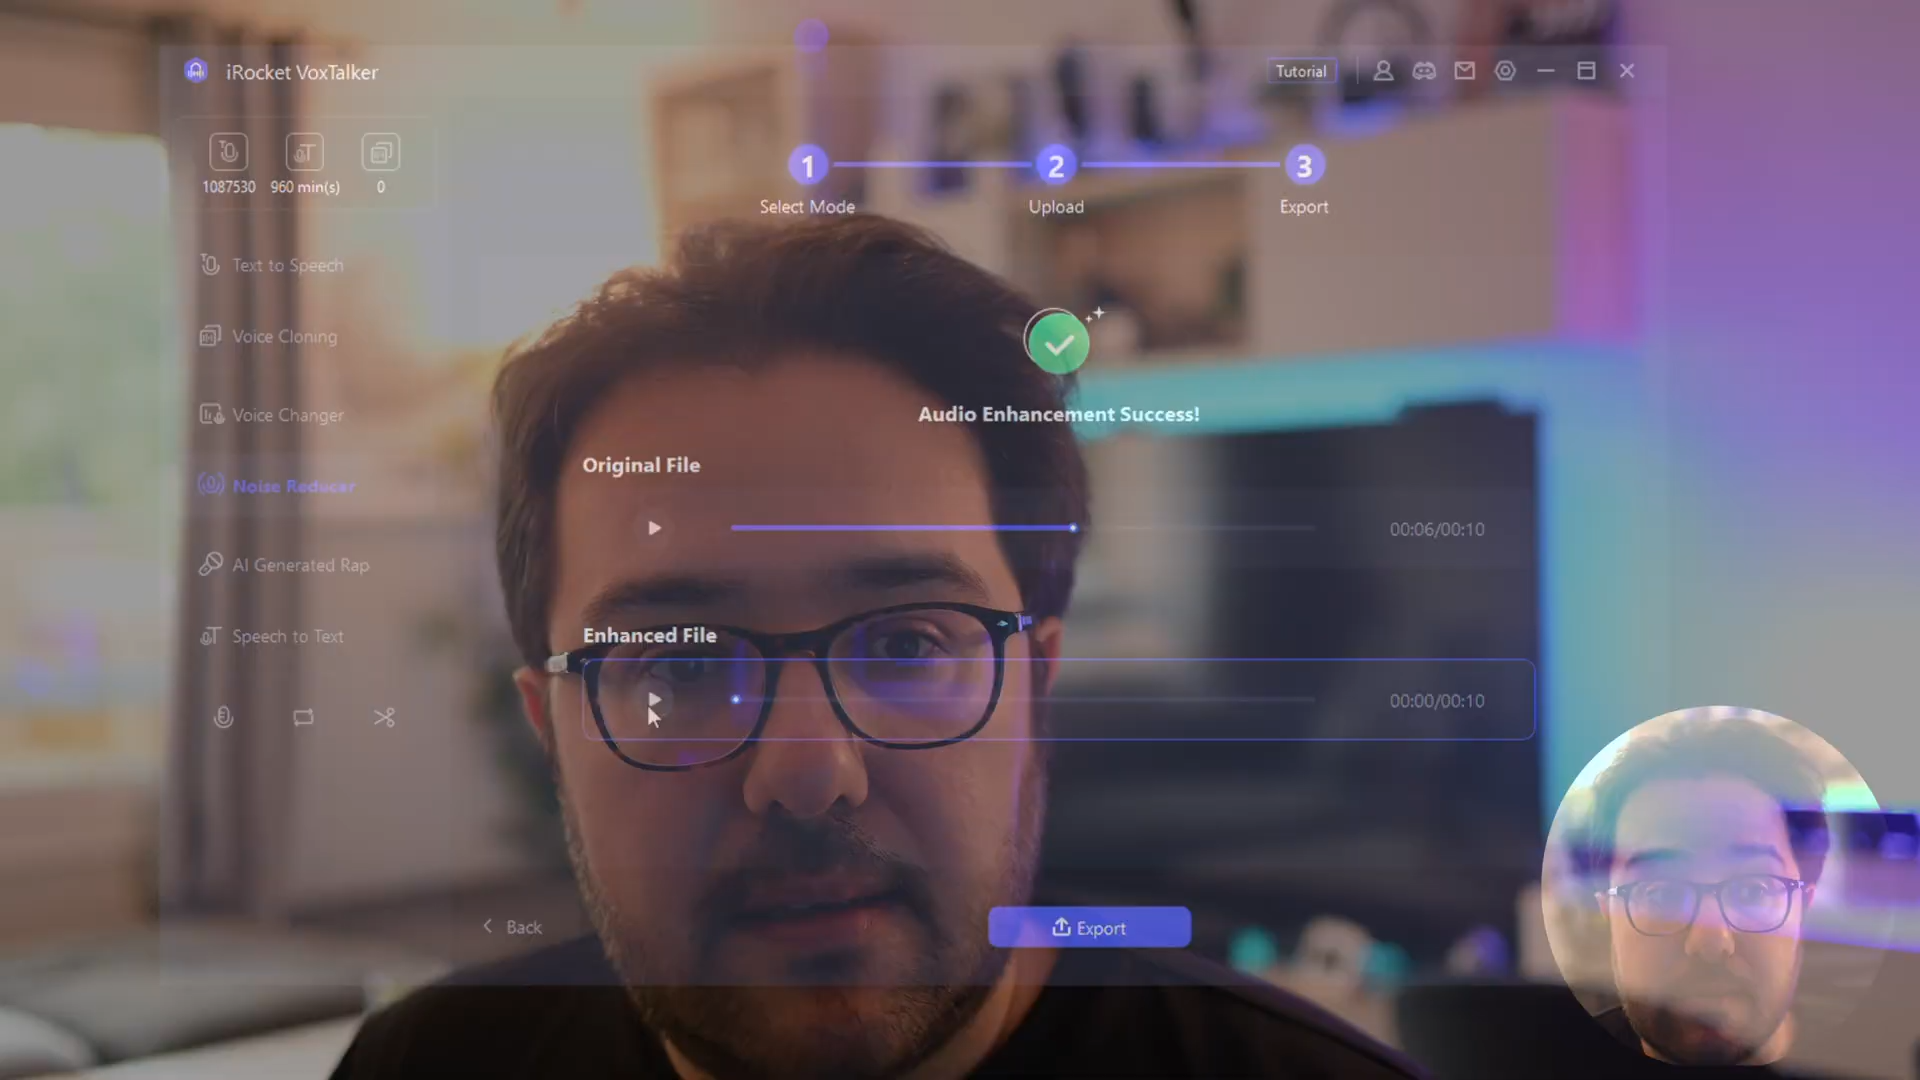 iRocket VoxTalker
Tutorial
1087530 960 min(s) 0
1 2 3
Select Mode Upload Export
Text to Speech
Voice Cloning
Voice Changer
Noise Reducer
AI Generated Rap
Speech to Text
Audio Enhancement Success!
Original File
00:06/00:10
Enhanced File
00:00/00:10
Back
Export